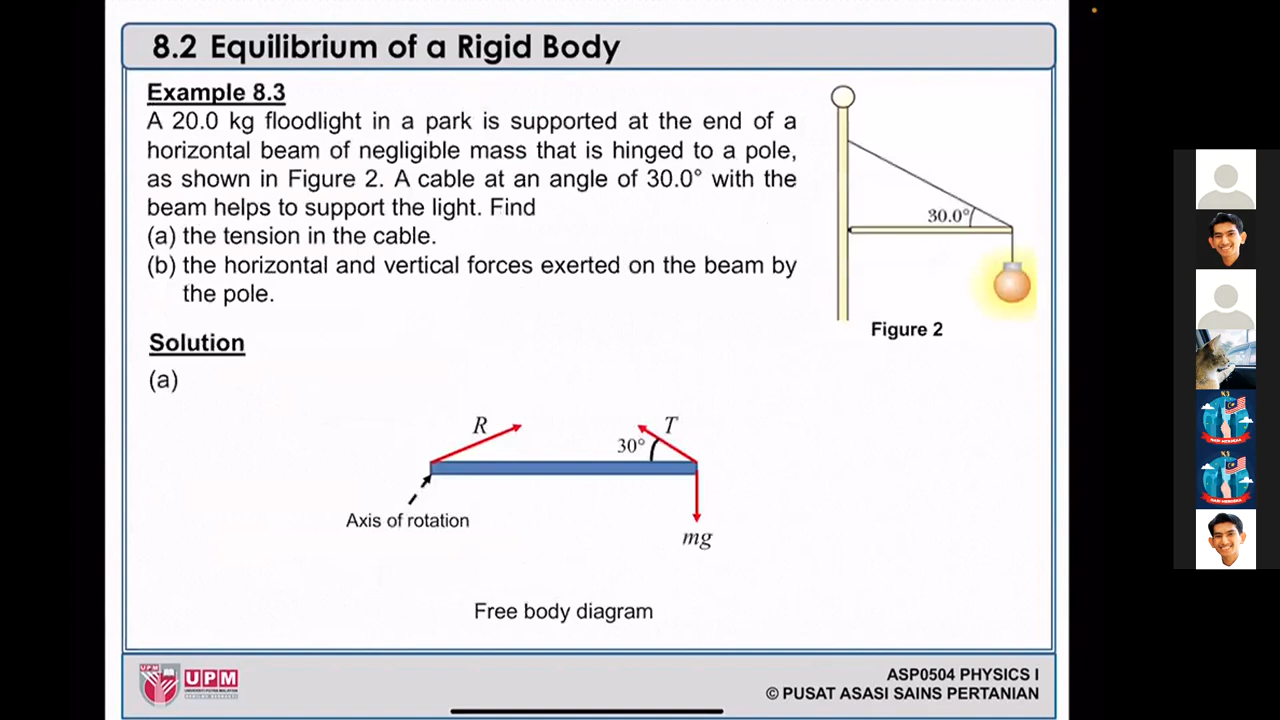 8.2 Equilibrium of a Rigid Body
Example 8.3
A 20.0 kg floodlight in a park is supported at the end of a
horizontal beam of negligible mass that is hinged to a pole,
as shown in Figure 2. A cable at an angle of 30.0° with the
beam helps to support the light. Find
(a) the tension in the cable.
(b) the horizontal and vertical forces exerted on the beam by
the pole.
30.0°
Figure 2
Solution
(a)
R
T
30°
Axis of rotation
mg
Free body diagram
UPM
UPM
ASP0504 PHYSICS I
© PUSAT ASASI SAINS PERTANIAN